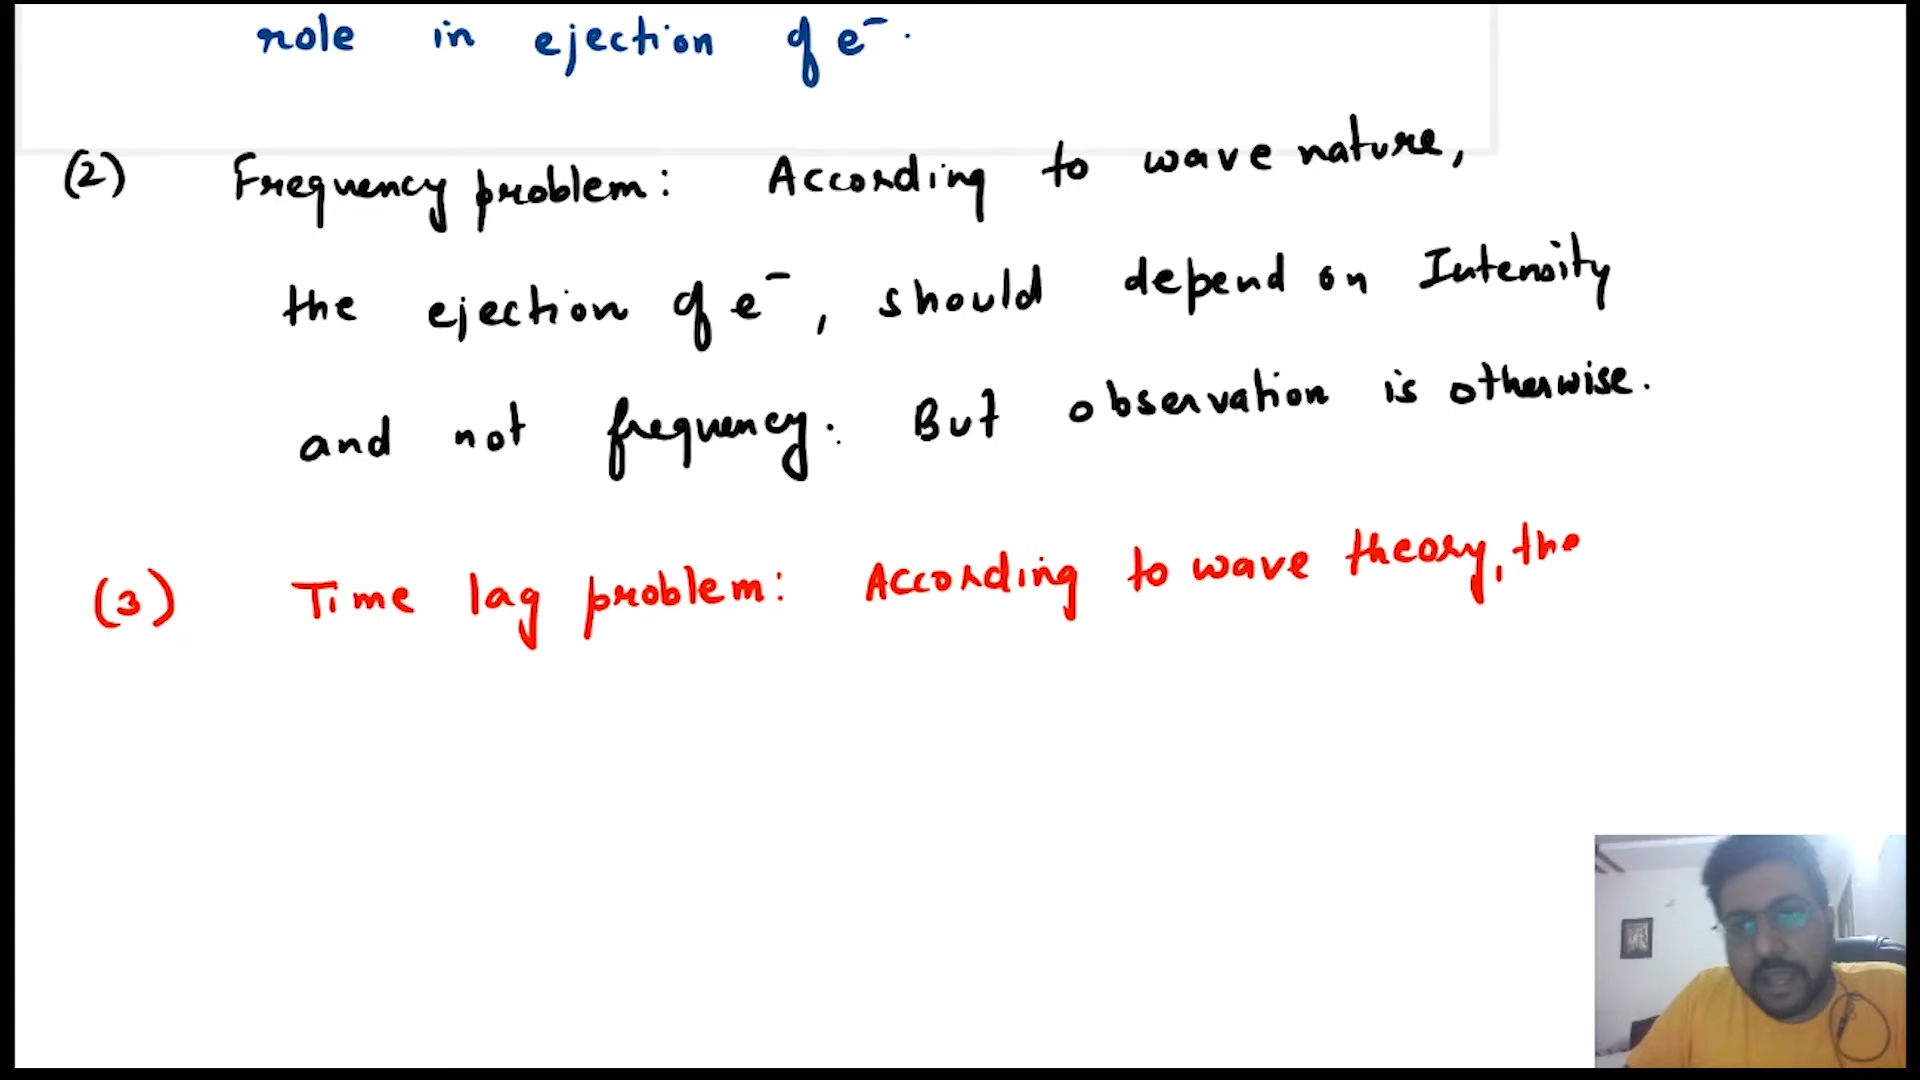 role in ejection of e⁻.
(2) Frequency problem: According to wave nature,
the ejection of e⁻, should depend on Intensity
and not frequency. But observation is otherwise.
(3) Time lag problem: According to wave theory, the